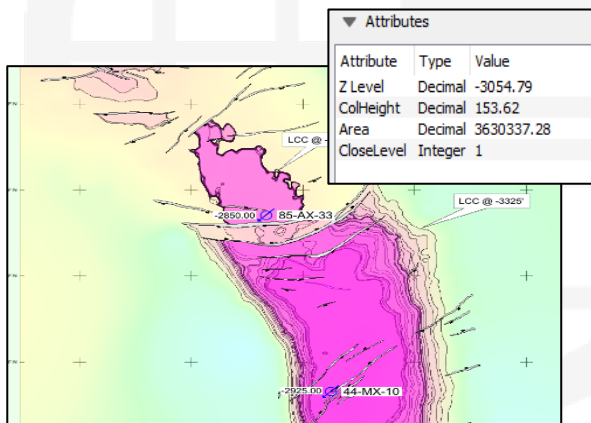 Attributes
Attribute Type Value
Z Level Decimal -3054.79
ColHeight Decimal 153.62
Area Decimal 3630337.28
CloseLevel Integer 1
LCC @ -
LCC @ -3325'
-2850.00 85-AX-33
-2925.00 44-MX-10